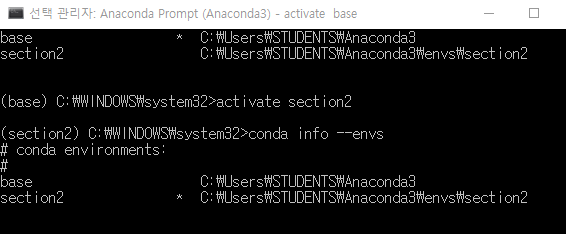 선택 관리자: Anaconda Prompt (Anaconda3) - activate  base
base                  *  C:₩Users₩STUDENTS₩Anaconda3
section2                 C:₩Users₩STUDENTS₩Anaconda3₩envs₩section2
(base) C:₩WINDOWS₩system32>activate section2
(section2) C:₩WINDOWS₩system32>conda info --envs
# conda environments:
#
base                     C:₩Users₩STUDENTS₩Anaconda3
section2              *  C:₩Users₩STUDENTS₩Anaconda3₩envs₩section2